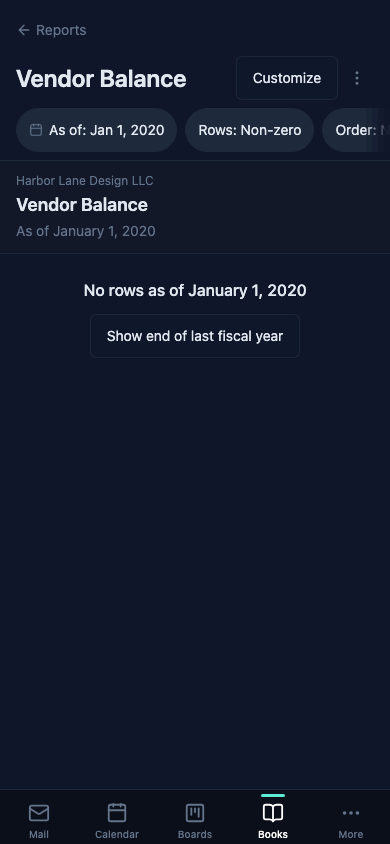 Reports
Vendor Balance
Customize
As of: Jan 1, 2020
Rows: Non-zero
Order:
Harbor Lane Design LLC
Vendor Balance
As of January 1, 2020
No rows as of January 1, 2020
Show end of last fiscal year
Mail
Calendar
Boards
Books
More